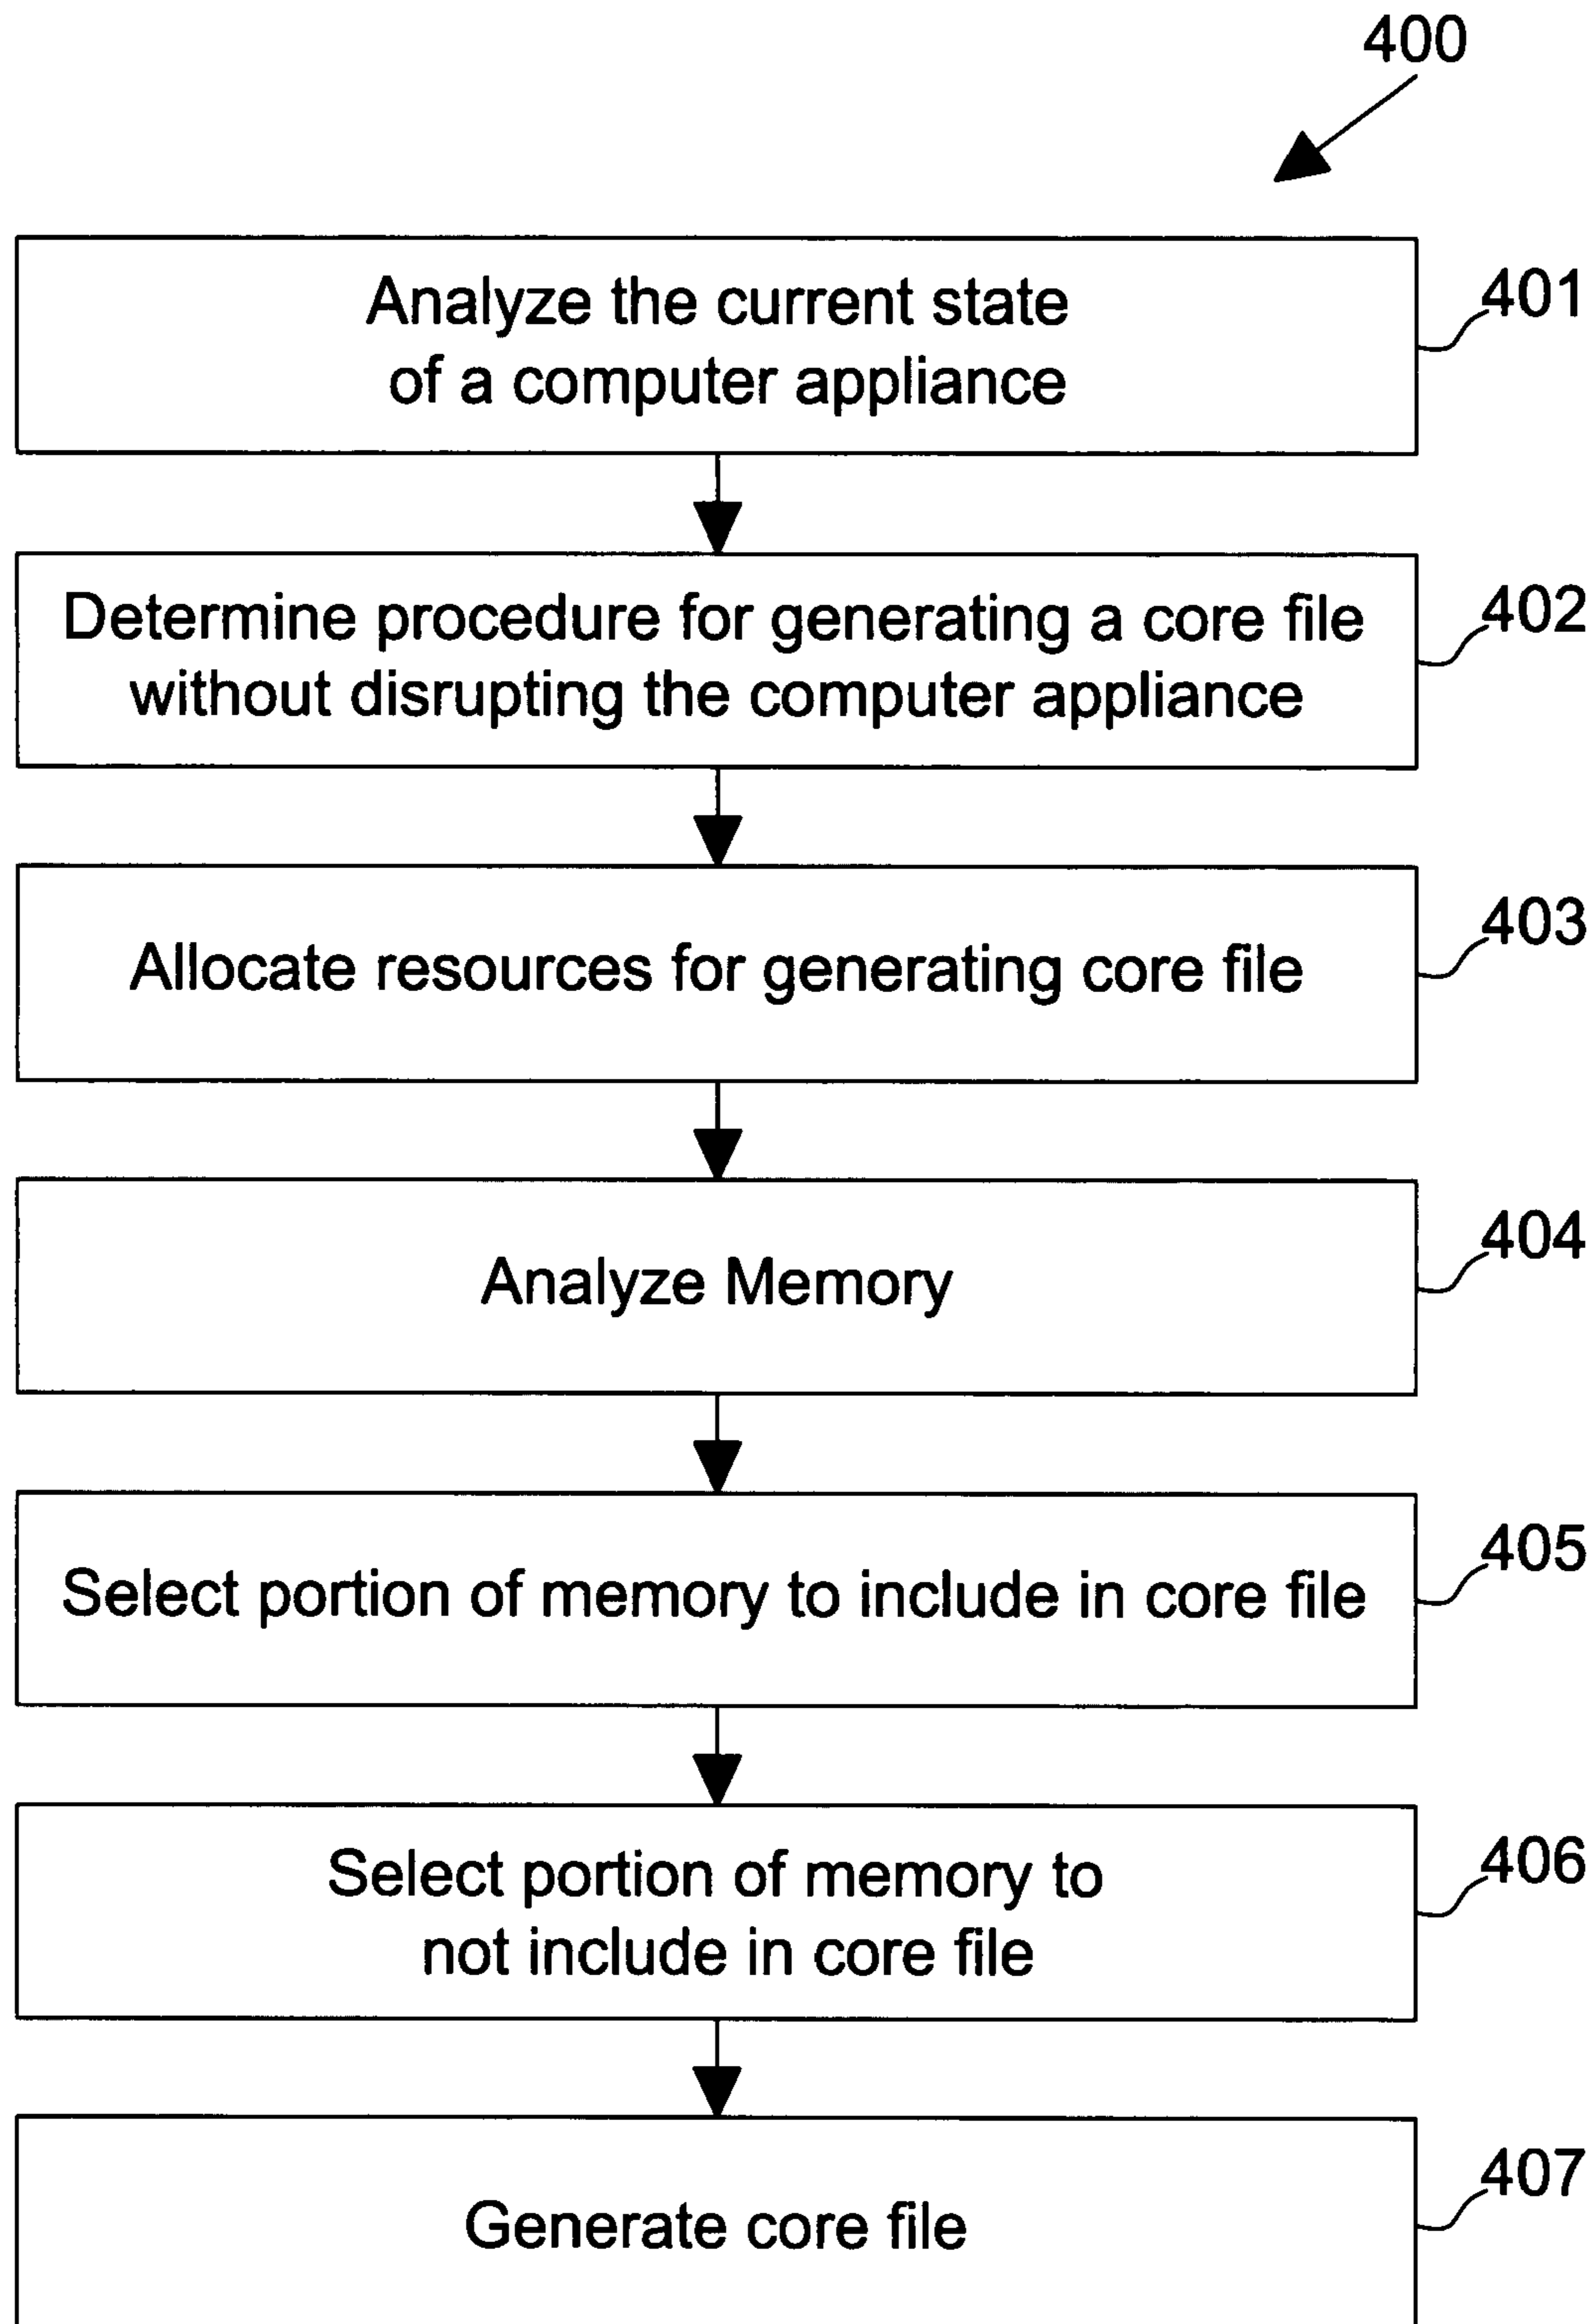 400
Analyze the current state
of a computer appliance
401
Determine procedure for generating a core file
without disrupting the computer appliance
402
Allocate resources for generating core file
403
Analyze Memory
404
Select portion of memory to include in core file
405
Select portion of memory to
not include in core file
406
Generate core file
407